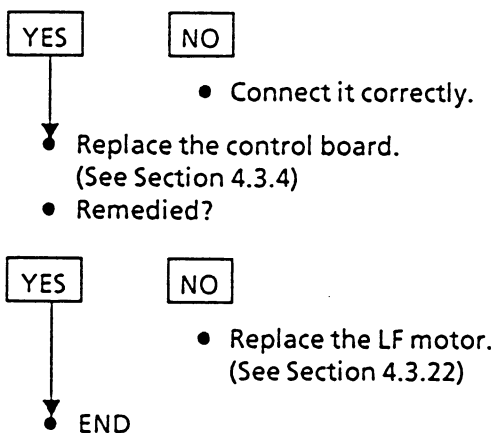 YES NO
• Connect it correctly.
• Replace the control board.
(See Section 4.3.4)
• Remedied?
YES NO
• Replace the LF motor.
(See Section 4.3.22)
• END